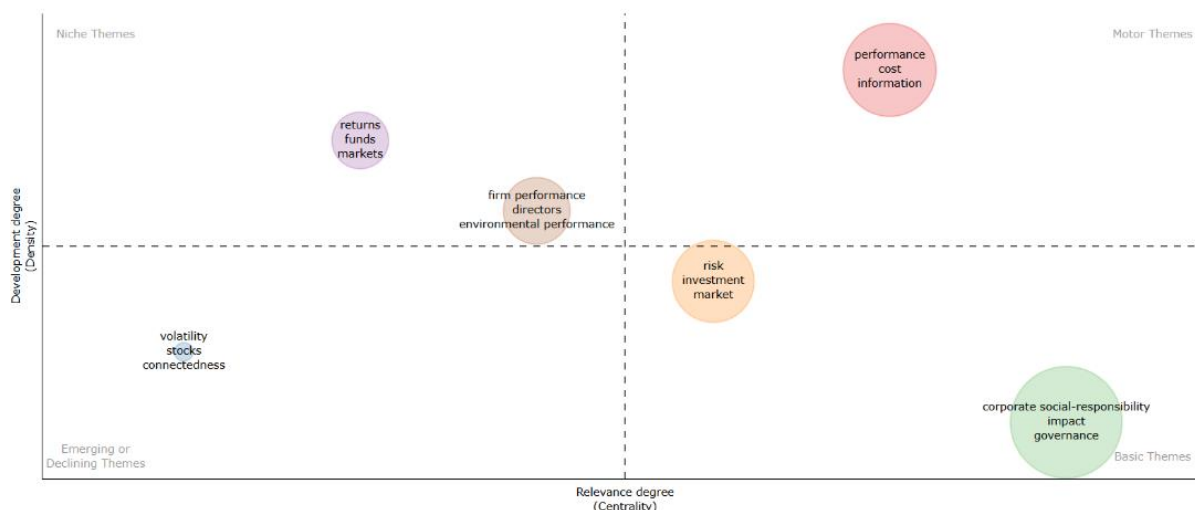 Niche Themes
Motor Themes
performance
cost
information
returns
funds
markets
firm performance
directors
environmental performance
Development degree
(Density)
risk
investment
market
volatility
stocks
connectedness
corporate social-responsibility
impact
governance
Emerging or
Declining Themes
Basic Themes
Relevance degree
(Centrality)